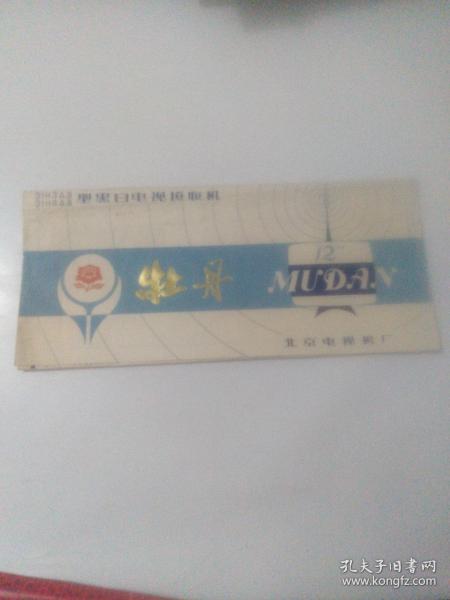 型黑白电视接收机
牡丹
12"
MUDAN
北京电视机厂
孔夫子旧书网
www.kongfz.com